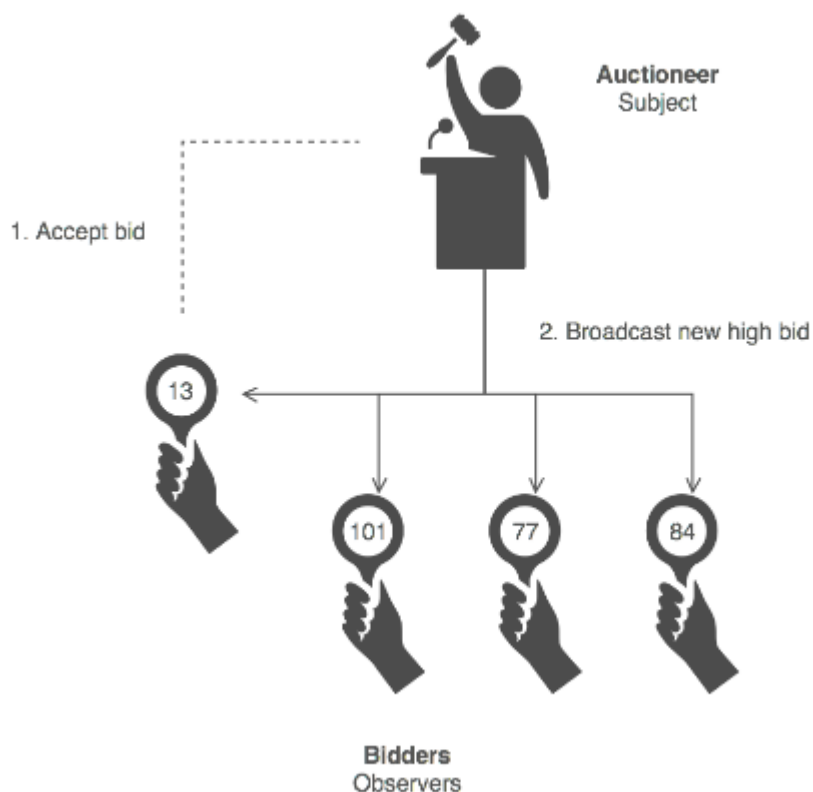 Auctioneer
Subject
1. Accept bid
2. Broadcast new high bid
13
101
77
84
Bidders
Observers